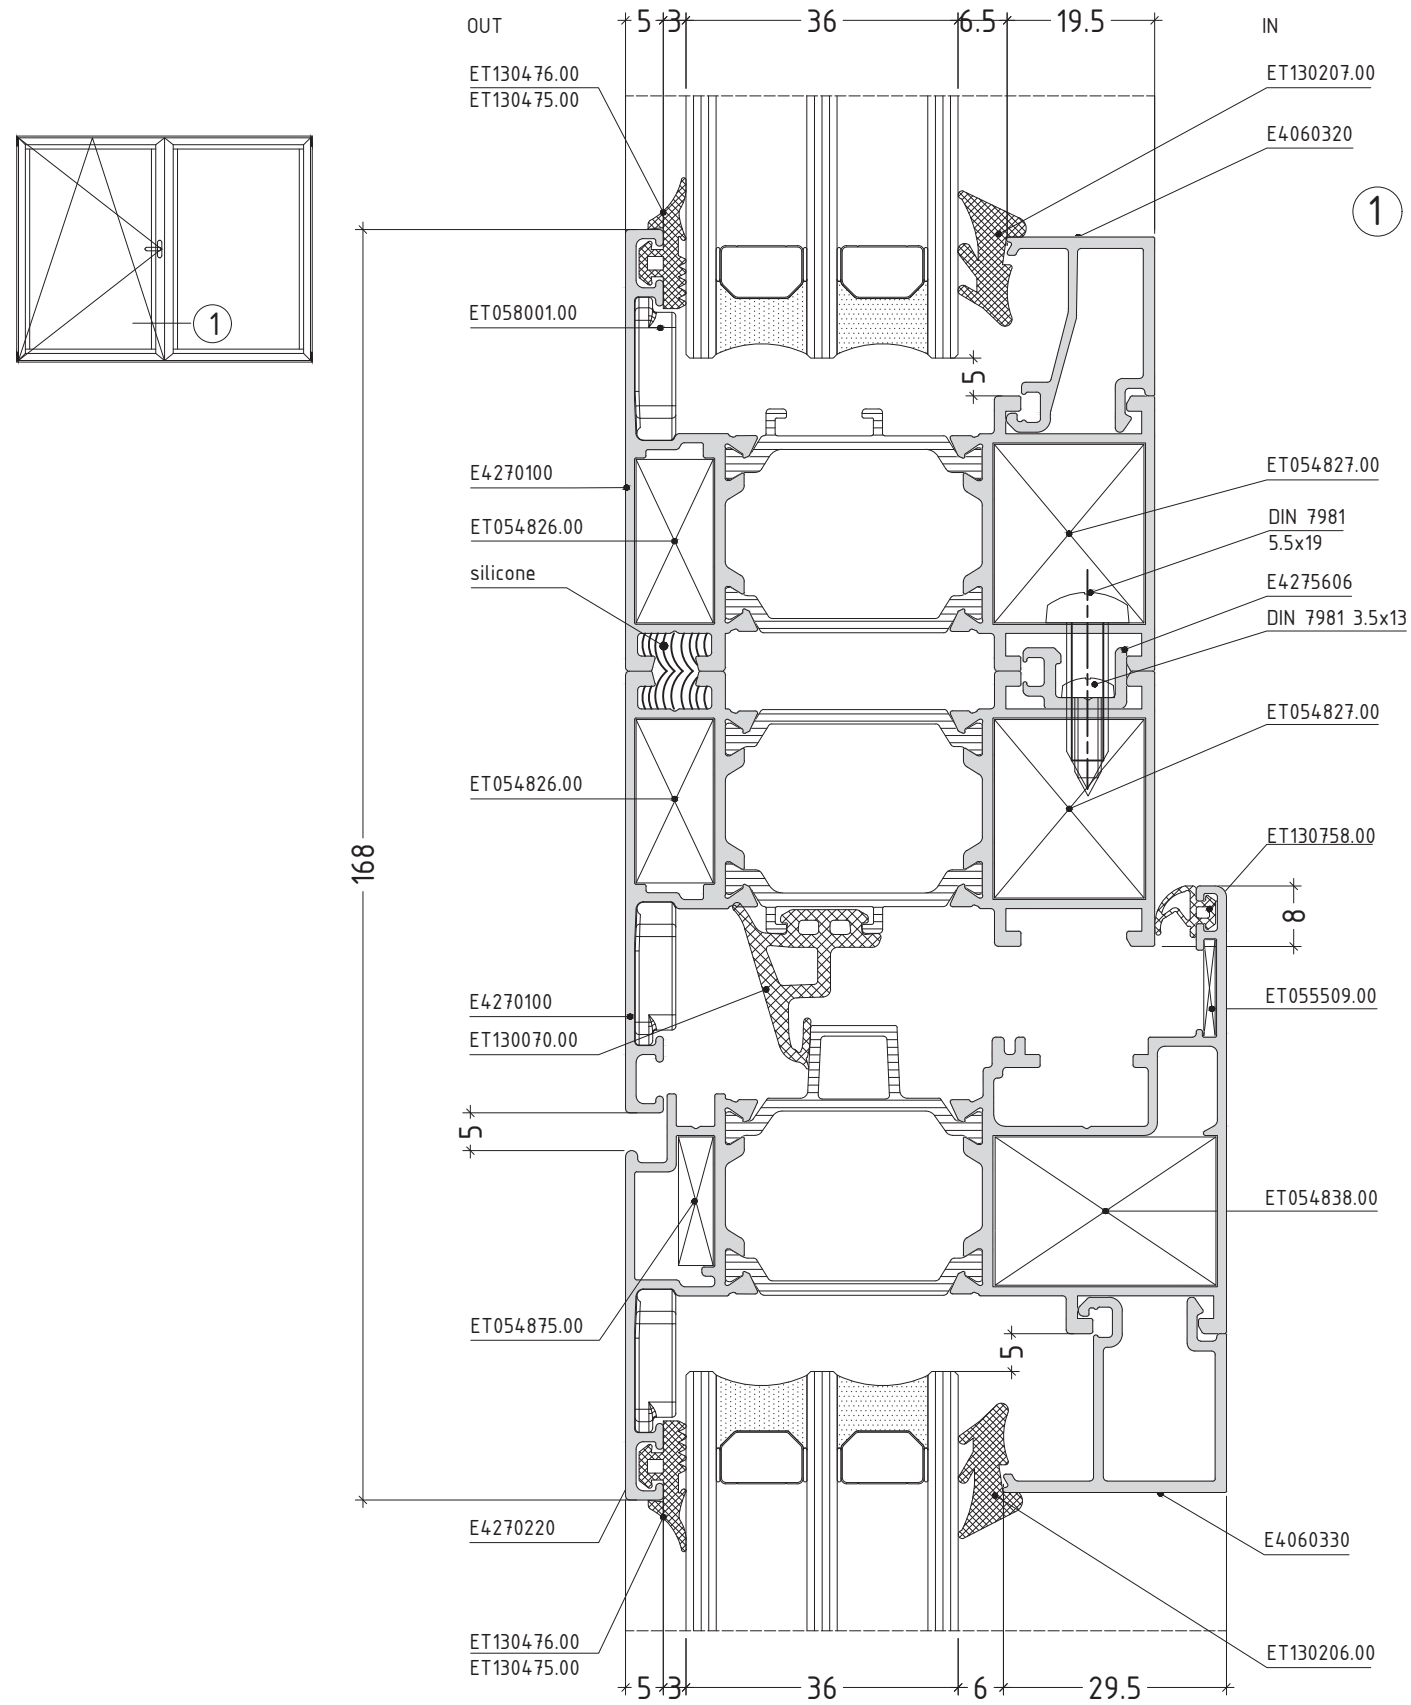 OUT
5
3
36
6.5
19.5
IN
ET130476.00
ET130475.00
ET130207.00
E4060320
1
1
ET058001.00
5
E4270100
ET054826.00
silicone
ET054827.00
DIN 7981
5.5x19
E4275606
DIN 7981 3.5x13
ET054827.00
ET054826.00
168
ET130758.00
8
E4270100
ET130070.00
ET055509.00
5
ET054838.00
ET054875.00
5
E4270220
E4060330
ET130476.00
ET130475.00
ET130206.00
5
3
36
6
29.5